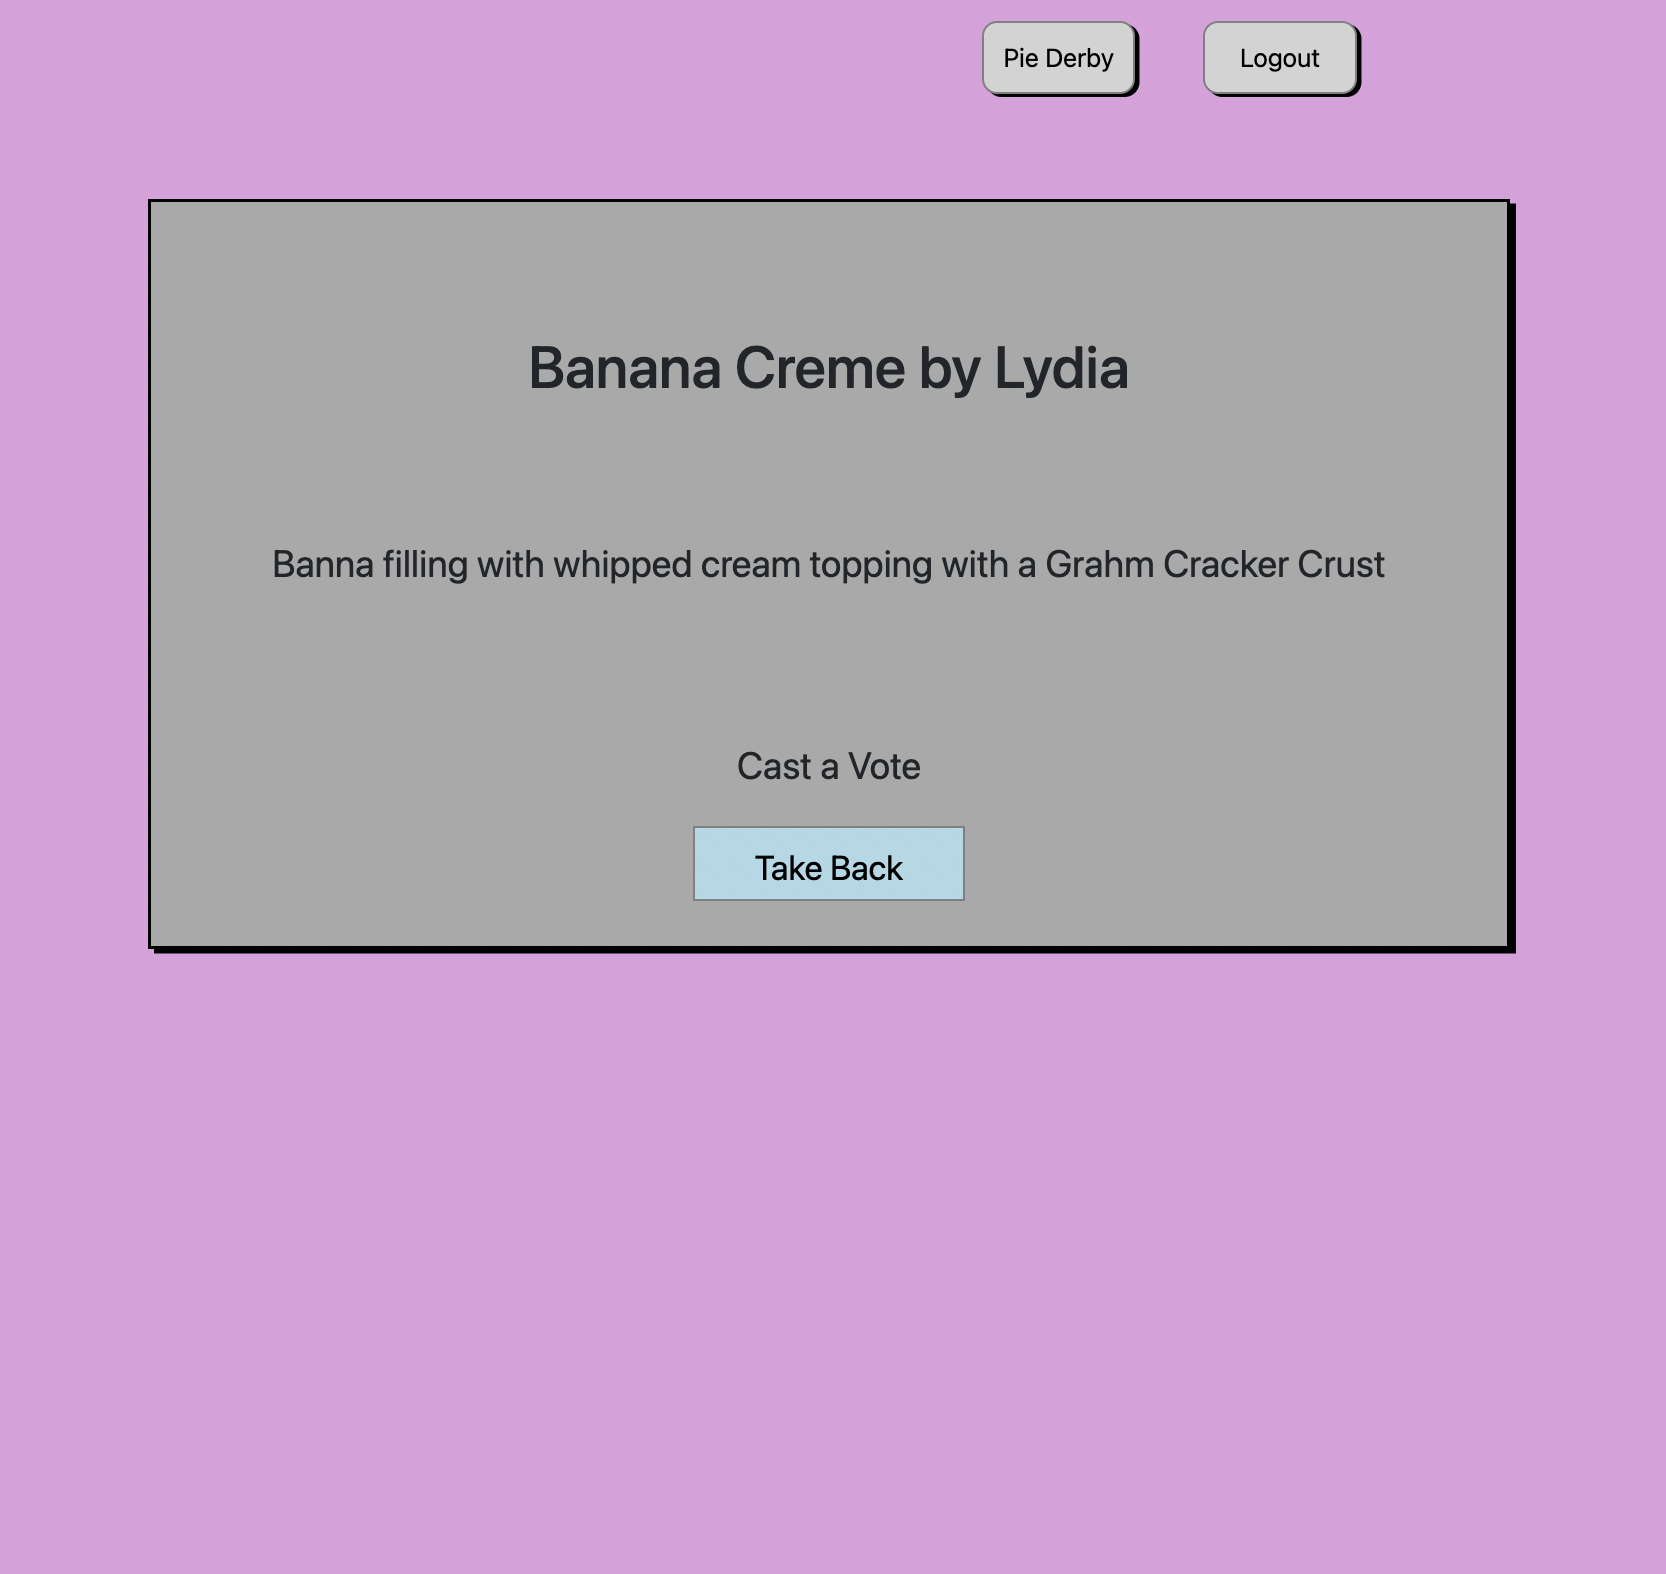 Pie Derby Logout
Banana Creme by Lydia
Banna filling with whipped cream topping with a Grahm Cracker Crust
Cast a Vote
Take Back